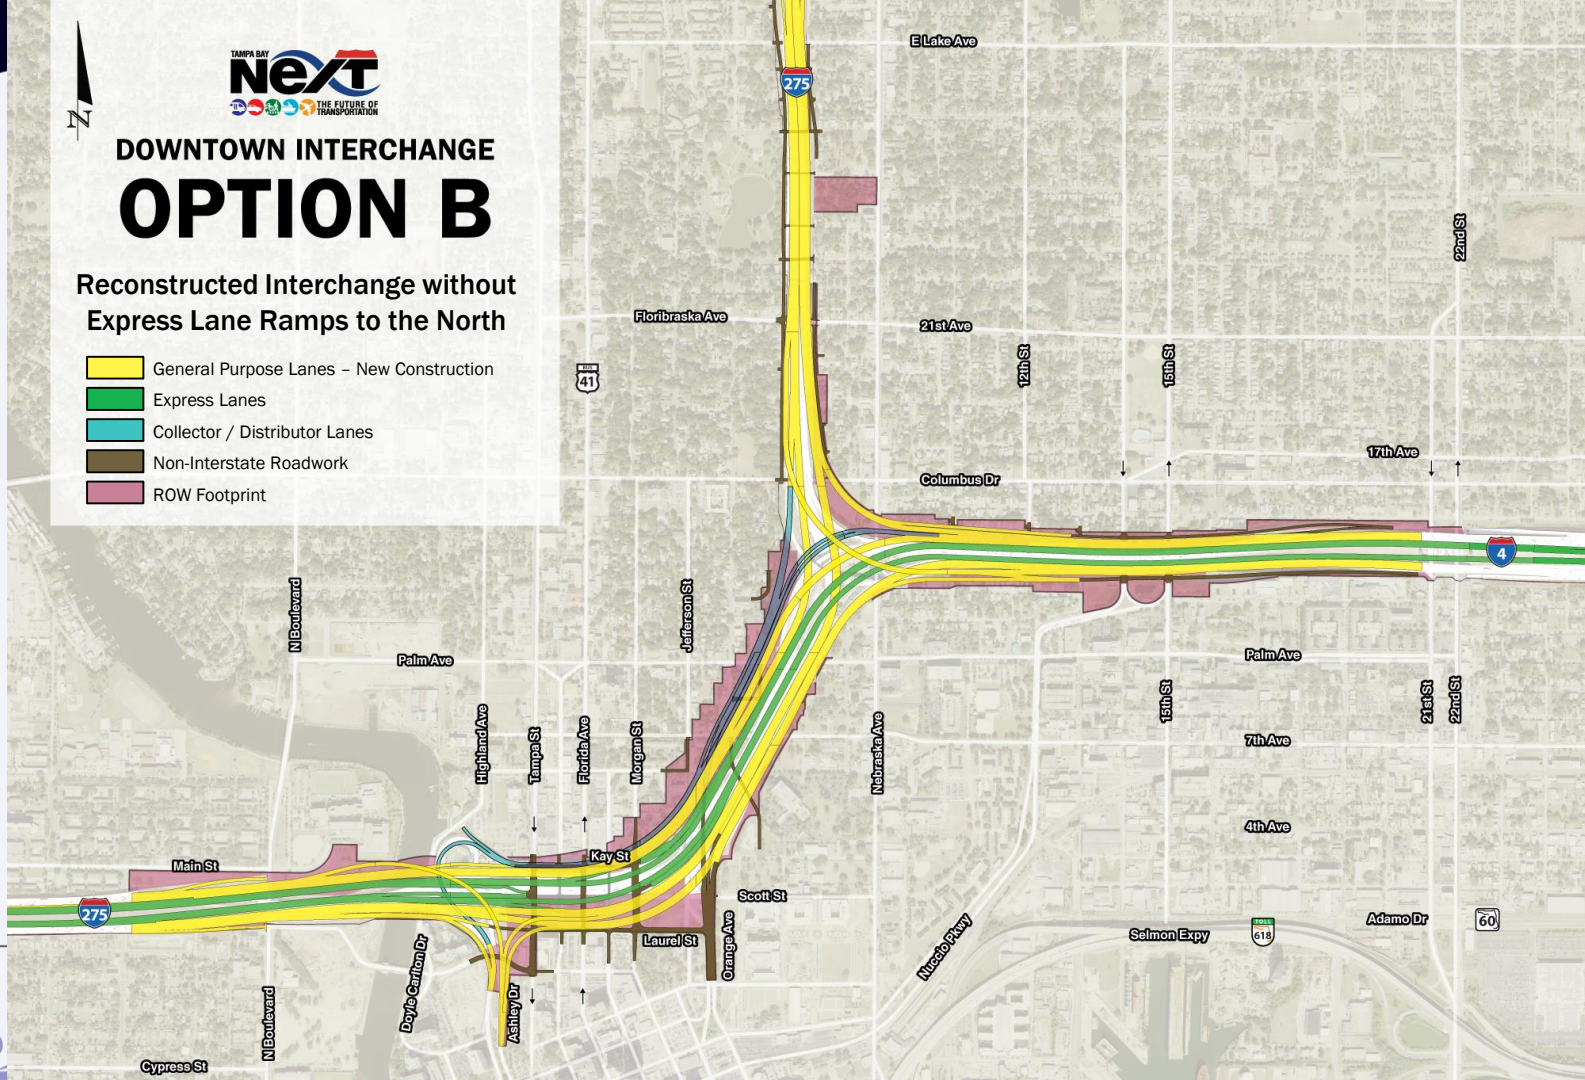 TAMPA BAY
NeXT
THE FUTURE OF
TRANSPORTATION
N
DOWNTOWN INTERCHANGE
OPTION B
Reconstructed Interchange without
Express Lane Ramps to the North
General Purpose Lanes – New Construction
Express Lanes
Collector / Distributor Lanes
Non-Interstate Roadwork
ROW Footprint
E Lake Ave
275
22nd St
Floribraska Ave
21st Ave
41
12th St
15th St
17th Ave
Columbus Dr
4
N Boulevard
Jefferson St
Palm Ave
Palm Ave
15th St
21st St
22nd St
Highland Ave
Tampa St
Florida Ave
Morgan St
Nebraska Ave
7th Ave
4th Ave
Kay St
Main St
Scott St
275
Laurel St
Orange Ave
Doyle Carlton Dr
Ashley Dr
N Boulevard
Nuccio Pkwy
Selmon Expy
TOLL
618
Adamo Dr
60
Cypress St